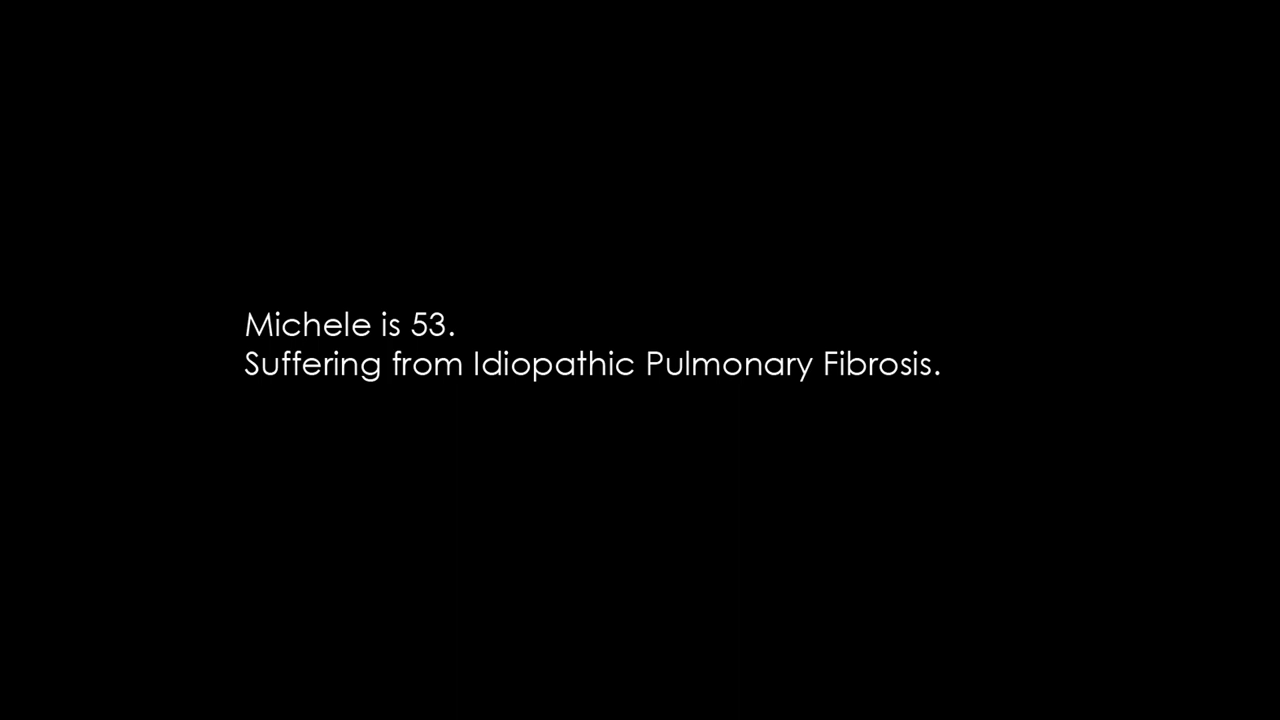 Michele is 53.
Suffering from Idiopathic Pulmonary Fibrosis.